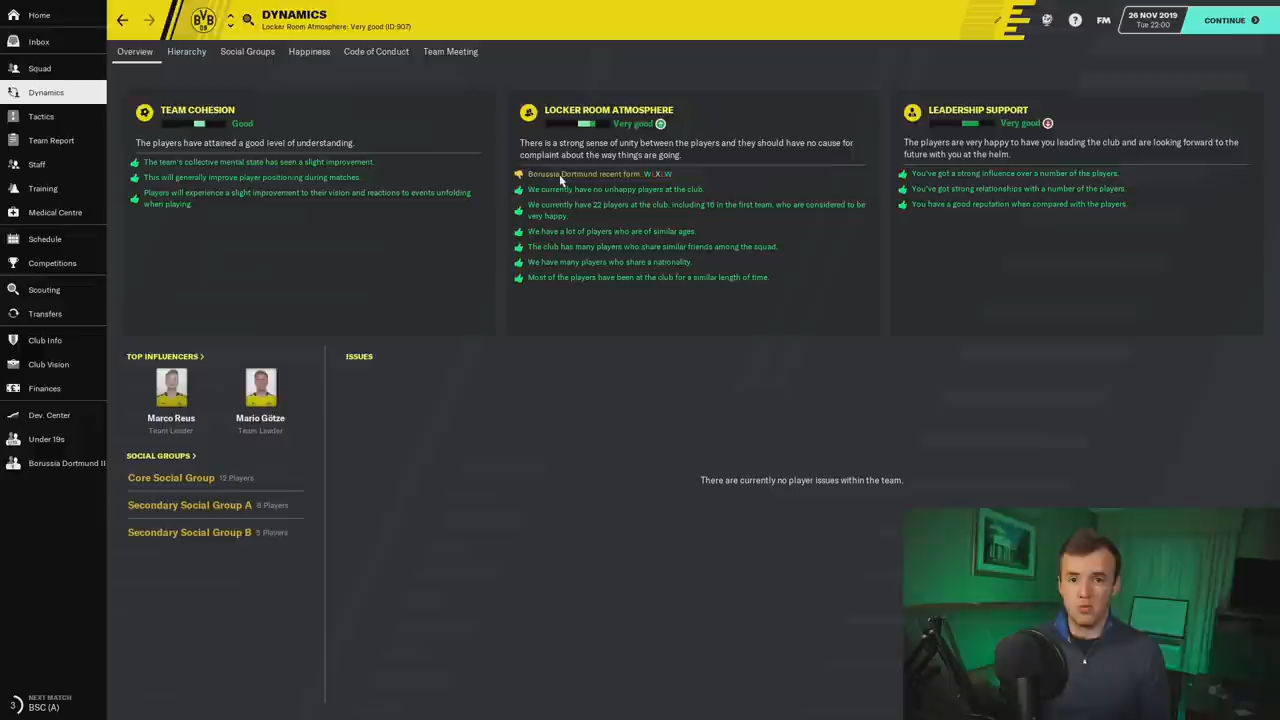 Home
Inbox
Squad
Dynamics
Tactics
Team Report
Staff
Training
Medical Centre
Schedule
Competitions
Scouting
Transfers
Club Info
Club Vision
Finances
Dev. Center
Under 19s
Borussia Dortmund II
3
NEXT MATCH
BSC (A)
BVB
09
DYNAMICS
Locker Room Atmosphere: Very good (ID:907)
?
FM
26 NOV 2019
Tue 22:00
CONTINUE
Overview
Hierarchy
Social Groups
Happiness
Code of Conduct
Team Meeting
TEAM COHESION
Good
The players have attained a good level of understanding.
The team's collective mental state has seen a slight improvement.
This will generally improve player positioning during matches.
Players will experience a slight improvement to their vision and reactions to events unfolding
when playing.
LOCKER ROOM ATMOSPHERE
Very good
There is a strong sense of unity between the players and they should have no cause for
complaint about the way things are going.
Borussia Dortmund recent form:
We currently have no unhappy players at the club.
We currently have 22 players at the club, including 16 in the first team, who are considered to be
very happy.
We have a lot of players who are of similar ages.
The club has many players who share similar friends among the squad.
We have many players who share a nationality.
Most of the players have been at the club for a similar length of time.
LEADERSHIP SUPPORT
Very good
The players are very happy to have you leading the club and are looking forward to the
future with you at the helm.
You've got a strong influence over a number of the players.
You've got strong relationships with a number of the players.
You have a good reputation when compared with the players.
TOP INFLUENCERS >
Marco Reus
Team Leader
Mario Götze
Team Leader
SOCIAL GROUPS >
Core Social Group 12 Players
Secondary Social Group A 8 Players
Secondary Social Group B 5 Players
ISSUES
There are currently no player issues within the team.